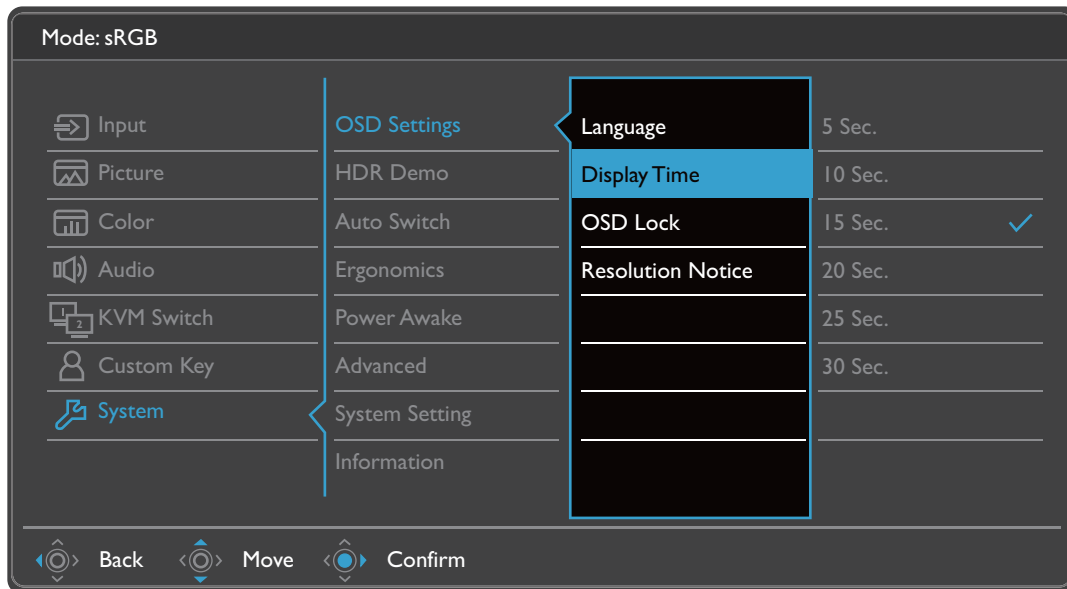 Mode: sRGB
Input
Picture
Color
Audio
1 2 KVM Switch
Custom Key
System
OSD Settings
HDR Demo
Auto Switch
Ergonomics
Power Awake
Advanced
System Setting
Information
Language
Display Time
OSD Lock
Resolution Notice
5 Sec.
10 Sec.
15 Sec.
20 Sec.
25 Sec.
30 Sec.
Back Move Confirm